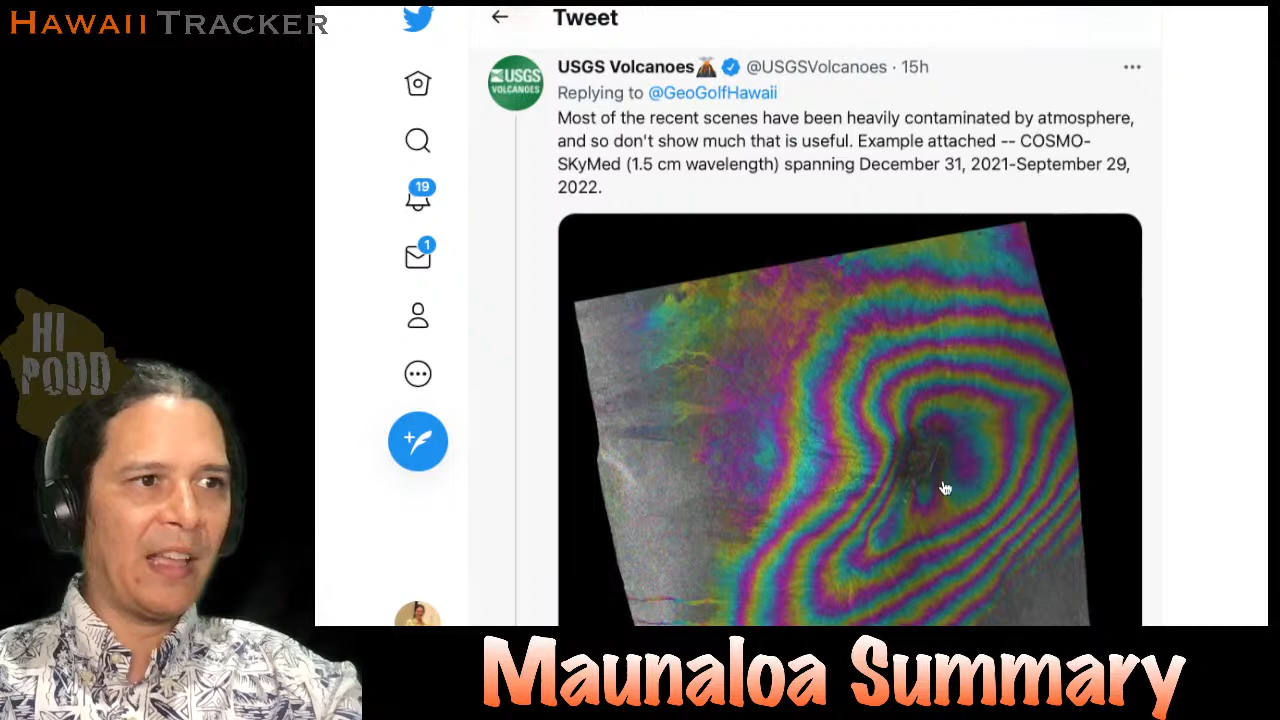 HAWAII TRACKER
Tweet
USGS Volcanoes🌋 @USGSVolcanoes · 15h
USGS
VOLCANOES
Replying to @GeoGolfHawaii
Most of the recent scenes have been heavily contaminated by atmosphere,
and so don't show much that is useful. Example attached -- COSMO-
SKyMed (1.5 cm wavelength) spanning December 31, 2021-September 29,
2022.
19
1
HI
PODD
Maunaloa Summary